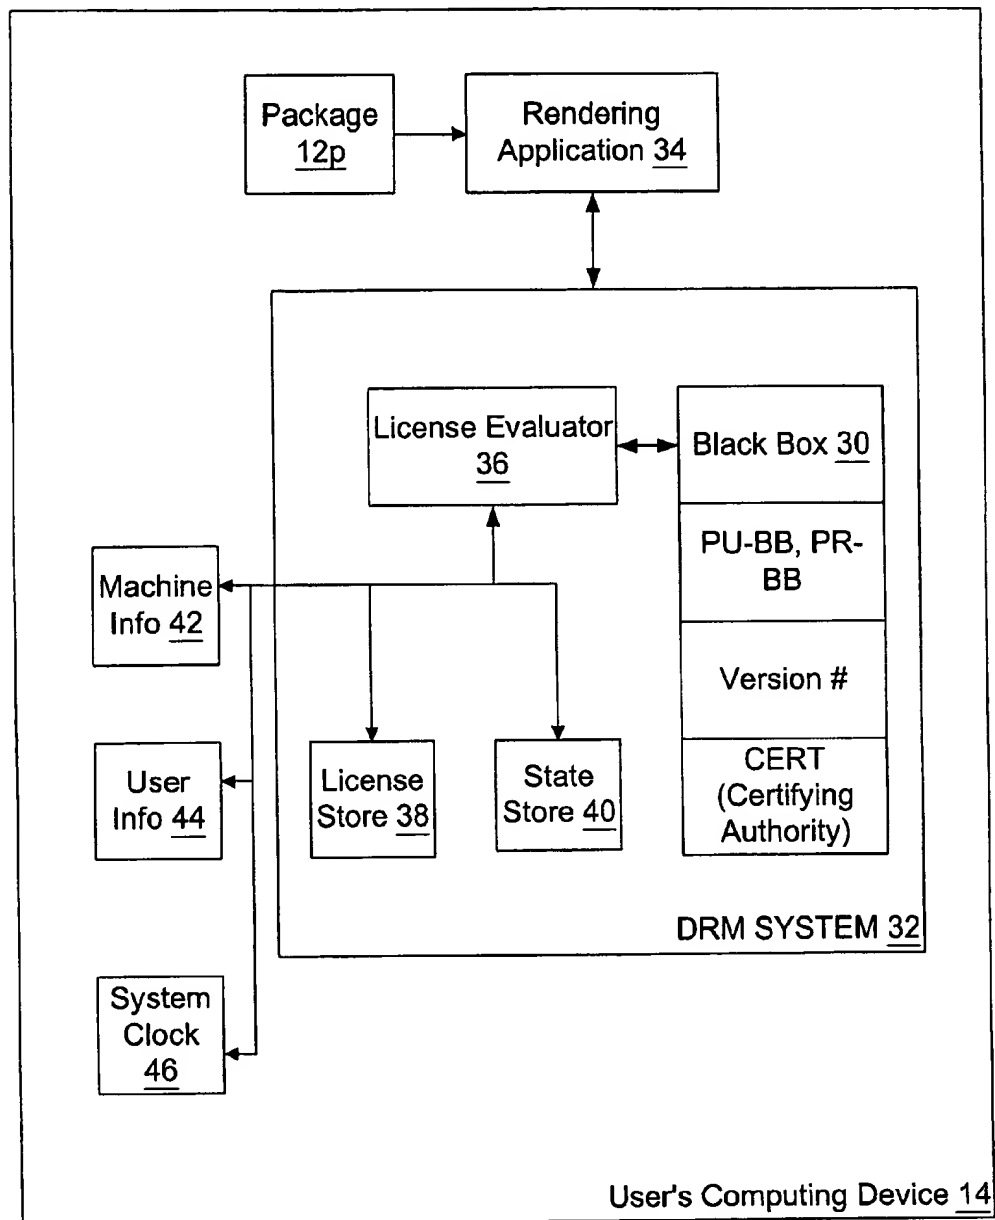 Package
12p
Rendering
Application 34
License Evaluator
36
Black Box 30
PU-BB, PR-
BB
Version #
CERT
(Certifying
Authority)
Machine
Info 42
User
Info 44
License
Store 38
State
Store 40
DRM SYSTEM 32
System
Clock
46
User's Computing Device 14